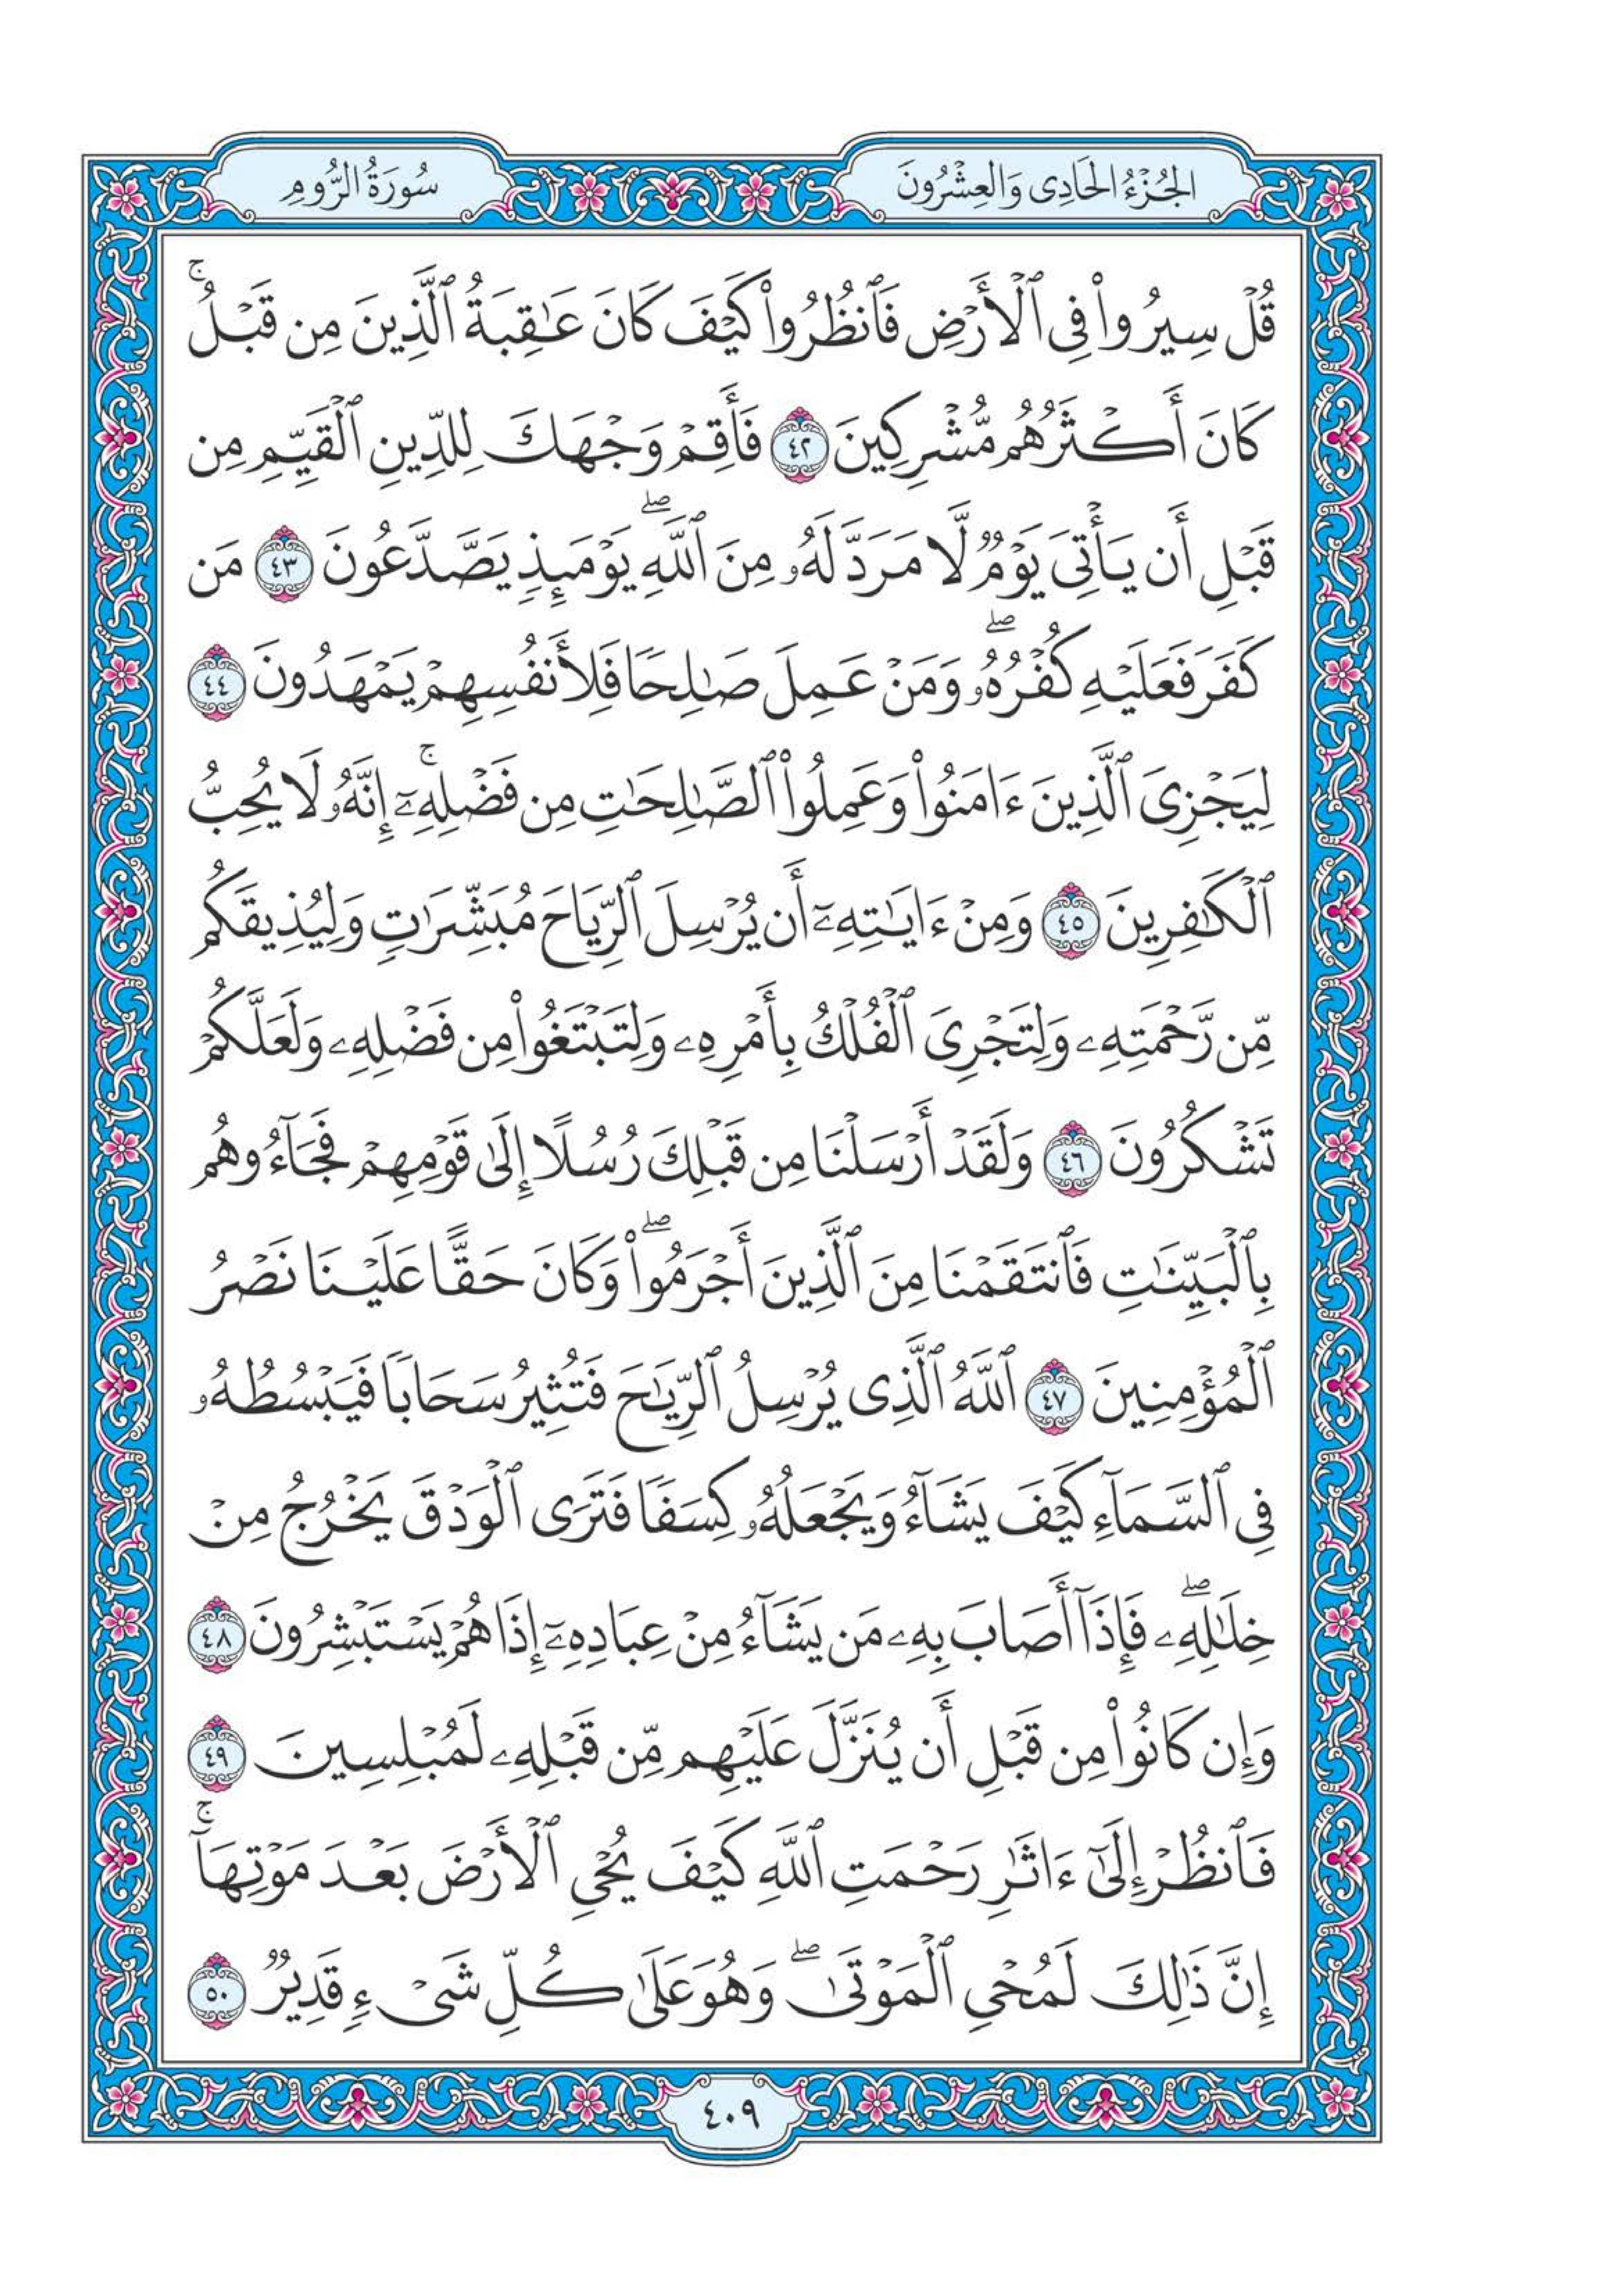 الجُزْءُ الحَادِى وَالعِشْرُونَ
سُورَةُ الرُّومِ
قُلۡ سِيرُواْ فِى ٱلۡأَرۡضِ فَٱنظُرُواْ كَيۡفَ كَانَ عَٰقِبَةُ ٱلَّذِينَ مِن قَبۡلُۚ
كَانَ أَكۡثَرُهُم مُّشۡرِكِينَ ٤٢ فَأَقِمۡ وَجۡهَكَ لِلدِّينِ ٱلۡقَيِّمِ مِن
قَبۡلِ أَن يَأۡتِىَ يَوۡمٞ لَّا مَرَدَّ لَهُۥ مِنَ ٱللَّهِۖ يَوۡمَئِذٖ يَصَّدَّعُونَ ٤٣ مَن
كَفَرَ فَعَلَيۡهِ كُفۡرُهُۥۖ وَمَنۡ عَمِلَ صَٰلِحٗا فَلِأَنفُسِهِمۡ يَمۡهَدُونَ ٤٤
لِيَجۡزِىَ ٱلَّذِينَ ءَامَنُواْ وَعَمِلُواْ ٱلصَّٰلِحَٰتِ مِن فَضۡلِهِۦٓۚ إِنَّهُۥ لَا يُحِبُّ
ٱلۡكَٰفِرِينَ ٤٥ وَمِنۡ ءَايَٰتِهِۦٓ أَن يُرۡسِلَ ٱلرِّيَاحَ مُبَشِّرَٰتٖ وَلِيُذِيقَكُم
مِّن رَّحۡمَتِهِۦ وَلِتَجۡرِىَ ٱلۡفُلۡكُ بِأَمۡرِهِۦ وَلِتَبۡتَغُواْ مِن فَضۡلِهِۦ وَلَعَلَّكُمۡ
تَشۡكُرُونَ ٤٦ وَلَقَدۡ أَرۡسَلۡنَا مِن قَبۡلِكَ رُسُلًا إِلَىٰ قَوۡمِهِمۡ فَجَآءُوهُم
بِٱلۡبَيِّنَٰتِ فَٱنتَقَمۡنَا مِنَ ٱلَّذِينَ أَجۡرَمُواْۖ وَكَانَ حَقًّا عَلَيۡنَا نَصۡرُ
ٱلۡمُؤۡمِنِينَ ٤٧ ٱللَّهُ ٱلَّذِى يُرۡسِلُ ٱلرِّيَٰحَ فَتُثِيرُ سَحَابٗا فَيَبۡسُطُهُۥ
فِى ٱلسَّمَآءِ كَيۡفَ يَشَآءُ وَيَجۡعَلُهُۥ كِسَفٗا فَتَرَى ٱلۡوَدۡقَ يَخۡرُجُ مِنۡ
خِلَٰلِهِۦۖ فَإِذَآ أَصَابَ بِهِۦ مَن يَشَآءُ مِنۡ عِبَادِهِۦٓ إِذَا هُمۡ يَسۡتَبۡشِرُونَ ٤٨
وَإِن كَانُواْ مِن قَبۡلِ أَن يُنَزَّلَ عَلَيۡهِم مِّن قَبۡلِهِۦ لَمُبۡلِسِينَ ٤٩
فَٱنظُرۡ إِلَىٰٓ ءَاثَٰرِ رَحۡمَتِ ٱللَّهِ كَيۡفَ يُحۡىِ ٱلۡأَرۡضَ بَعۡدَ مَوۡتِهَآۚ
إِنَّ ذَٰلِكَ لَمُحۡىِ ٱلۡمَوۡتَىٰۖ وَهُوَ عَلَىٰ كُلِّ شَىۡءٖ قَدِيرٞ ٥٠
٤٠٩